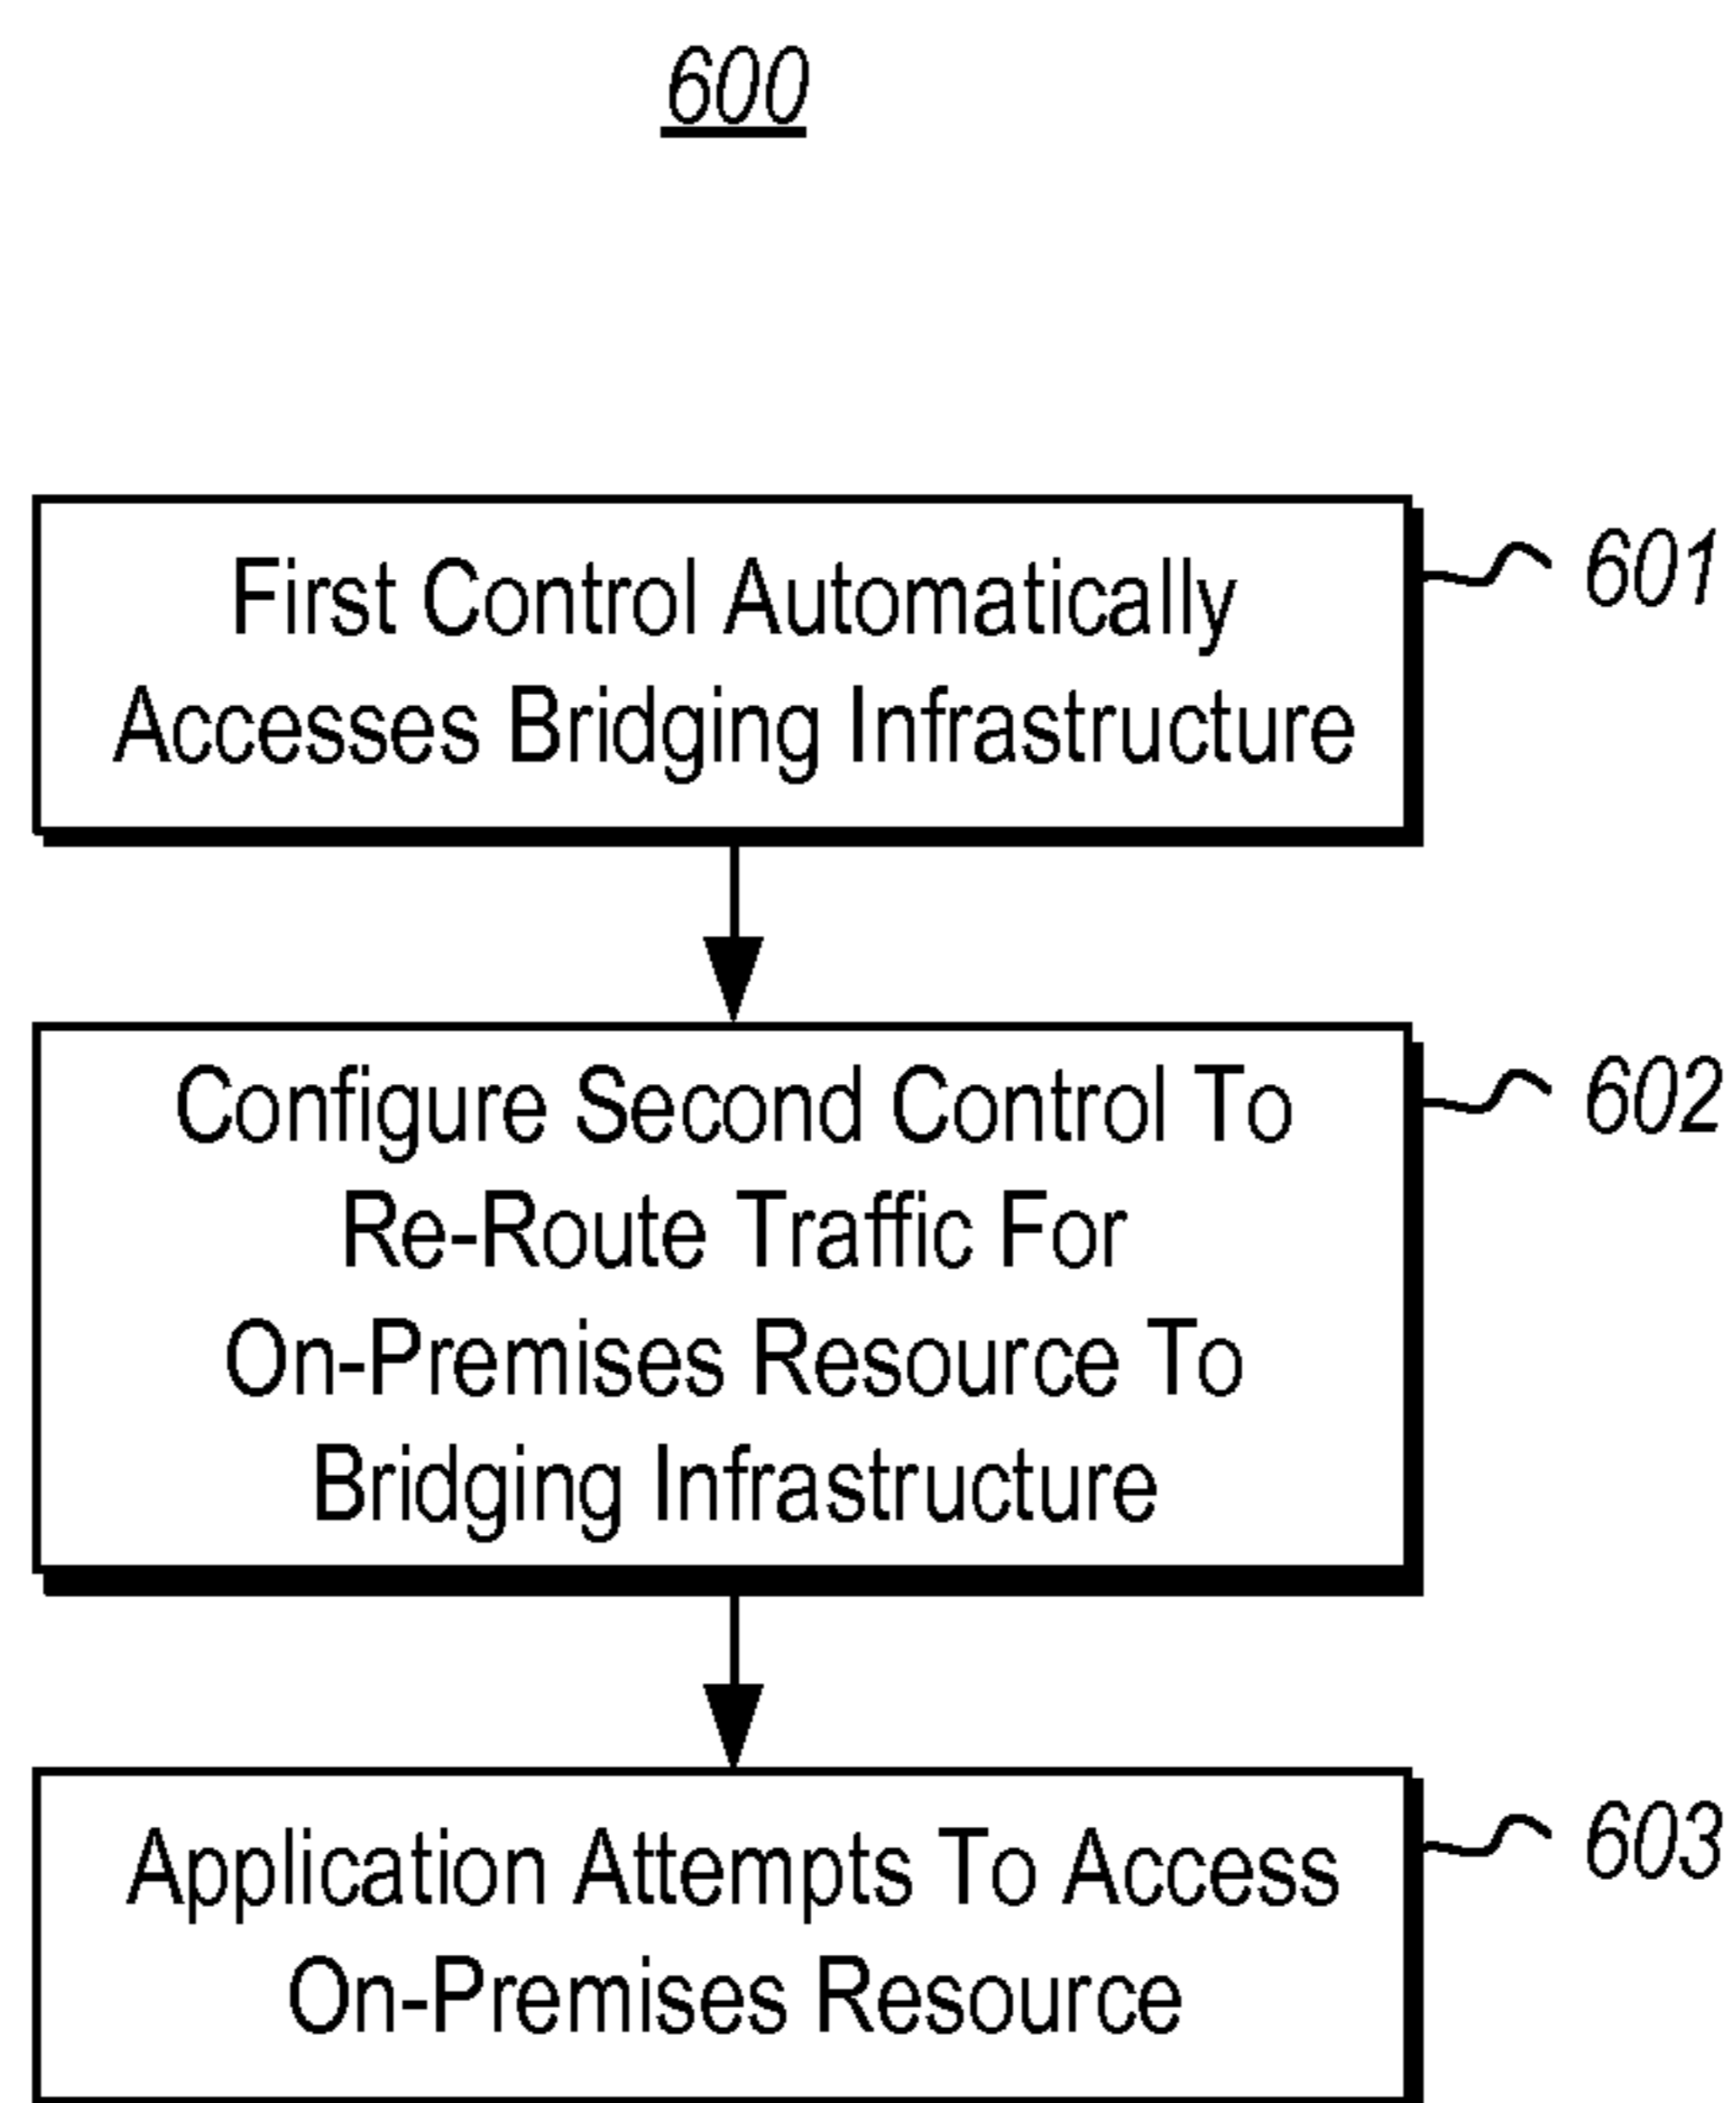 600
First Control Automatically
Accesses Bridging Infrastructure
601
Configure Second Control To
Re-Route Traffic For
On-Premises Resource To
Bridging Infrastructure
602
Application Attempts To Access
On-Premises Resource
603